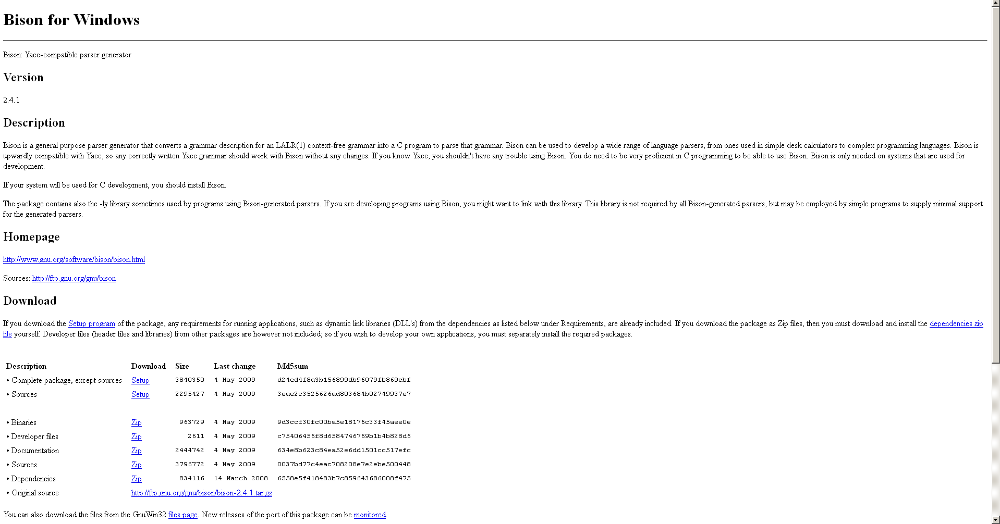 Bison for Windows
Bison: Yacc-compatible parser generator
Version
2.4.1
Description
Bison is a general purpose parser generator that converts a grammar description for an LALR(1) context-free grammar into a C program to parse that grammar. Bison can be used to develop a wide range of language parsers, from ones used in simple desk calculators to complex programming languages. Bison is
upwardly compatible with Yacc, so any correctly written Yacc grammar should work with Bison without any changes. If you know Yacc, you shouldn't have any trouble using Bison. You do need to be very proficient in C programming to be able to use Bison. Bison is only needed on systems that are used for
development.
If your system will be used for C development, you should install Bison.
The package contains also the -ly library sometimes used by programs using Bison-generated parsers. If you are developing programs using Bison, you might want to link with this library. This library is not required by all Bison-generated parsers, but may be employed by simple programs to supply minimal support
for the generated parsers.
Homepage
http://www.gnu.org/software/bison/bison.html
Sources: http://ftp.gnu.org/gnu/bison
Download
If you download the Setup program of the package, any requirements for running applications, such as dynamic link libraries (DLL's) from the dependencies as listed below under Requirements, are already included. If you download the package as Zip files, then you must download and install the dependencies zip
file yourself. Developer files (header files and libraries) from other packages are however not included; so if you wish to develop your own applications, you must separately install the required packages.
Description Download Size Last change Md5sum
• Complete package, except sources Setup 3840350 4 May 2009 d24ed4f8a3b156899db96079fb869cbf
• Sources Setup 2295427 4 May 2009 3eae2c3525626ad803684b02749937e7
• Binaries Zip 963729 4 May 2009 9d3ccf30fc00ba5e18176c33f45aee0e
• Developer files Zip 2611 4 May 2009 c75406456f8d6584746769b1b4b828d6
• Documentation Zip 2444742 4 May 2009 634e8b623c84ea52e6dd1501cc517efc
• Sources Zip 3796772 4 May 2009 0037bd77c4eac708208e7e2ebe500448
• Dependencies Zip 834116 14 March 2008 6558e5f418483b7c859643686008f475
• Original source http://ftp.gnu.org/gnu/bison/bison-2.4.1.tar.gz
You can also download the files from the GnuWin32 files page. New releases of the port of this package can be monitored.